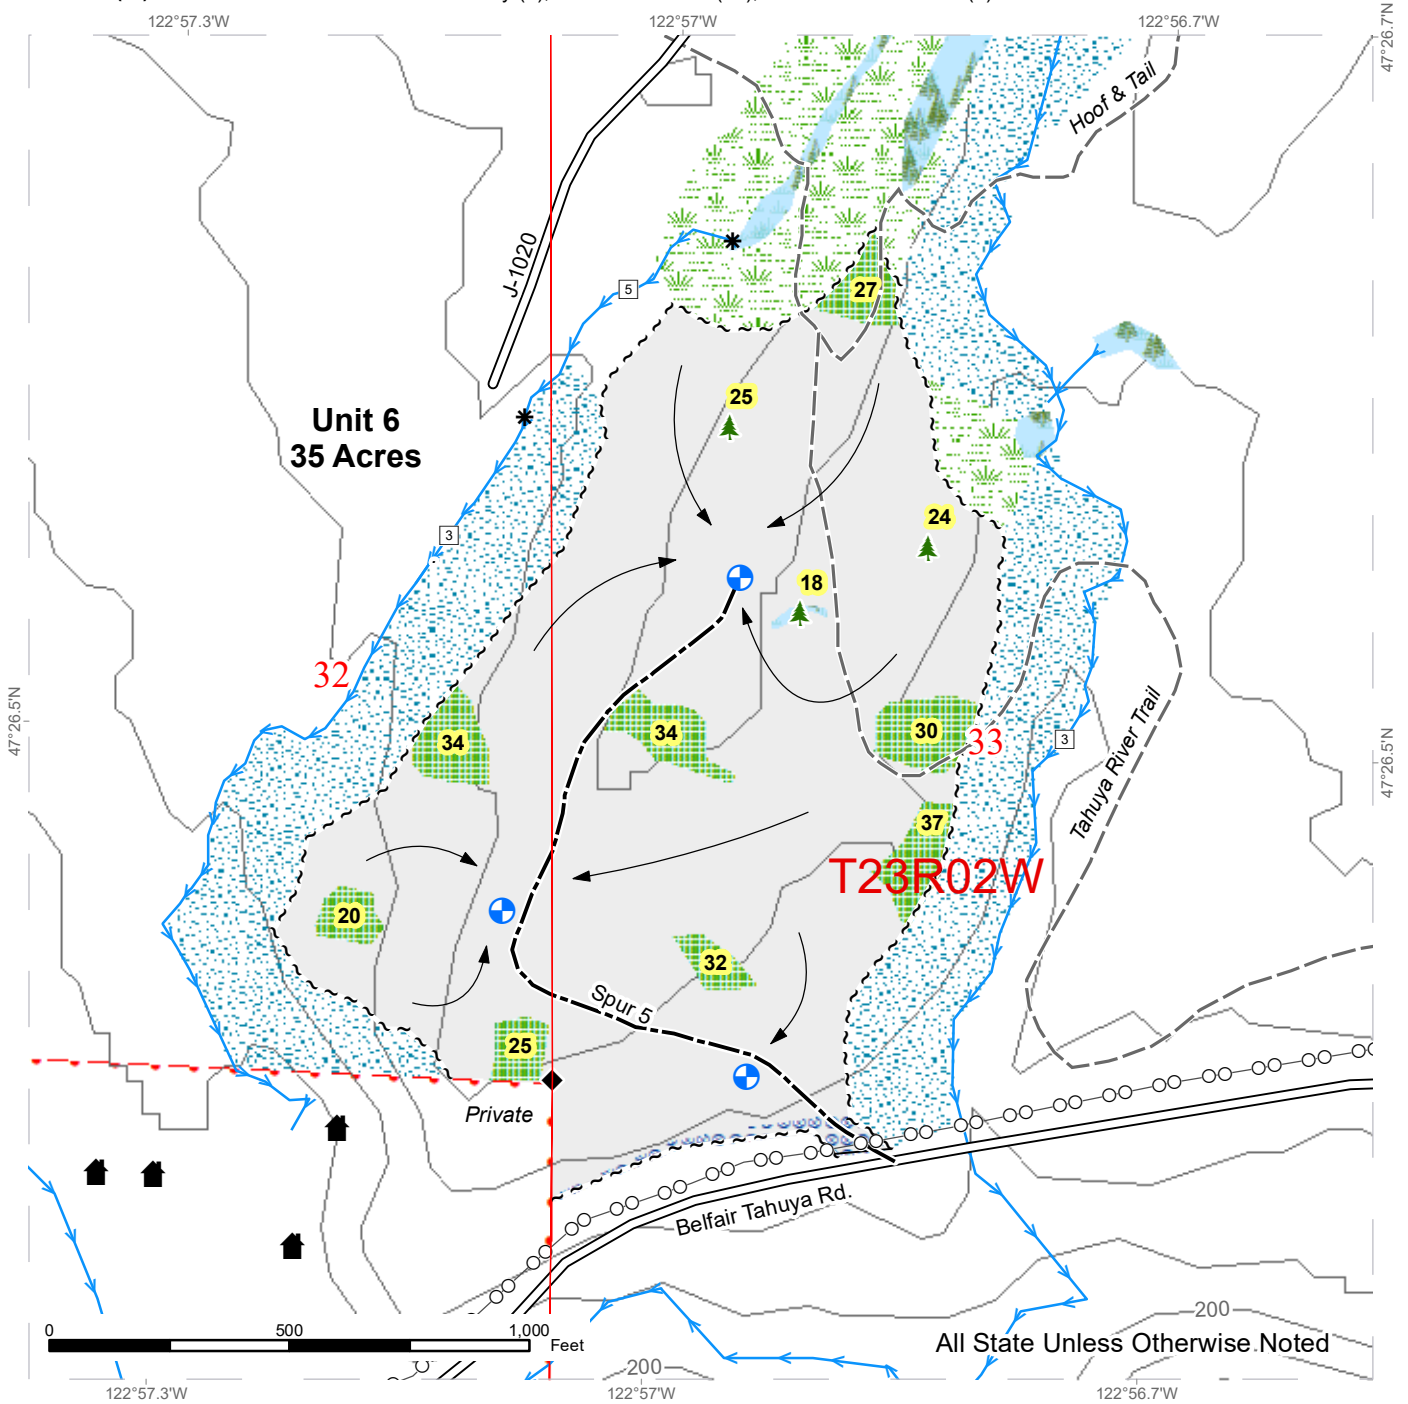 122°57.3'W
122°57'W
122°56.7'W
47°26.7'N
Hoof & Tail
J-1020
5
27
25
Unit 6
35 Acres
24
3
18
32
47°26.5'N
34
34
30
33
3
47°26.5'N
Tahuya River Trail
37
T23R02W
20
32
Spur 5
25
Private
Belfair Tahuya Rd.
200
0
500
1,000
Feet
All State Unless Otherwise Noted
200
122°57.3'W
122°57'W
122°56.7'W